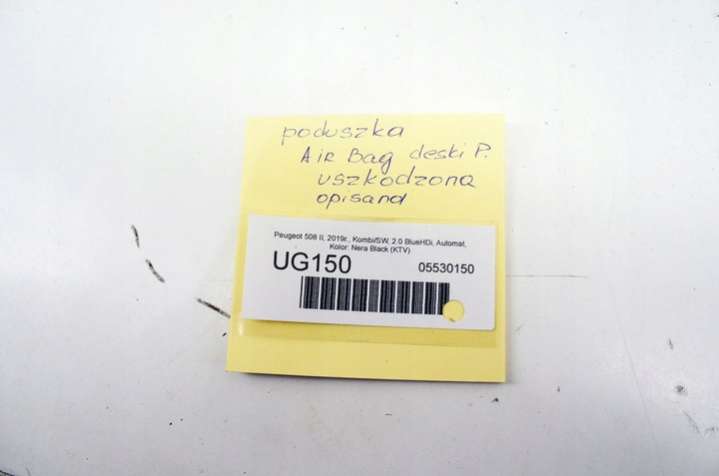 poduszka
AIR Bag deski P.
uszkodzona
opisana
Peugeot 508 II, 2019r., Kombi/SW, 2.0 BlueHDi, Automat,
Kolor: Nera Black (KTV)
UG150 05530150